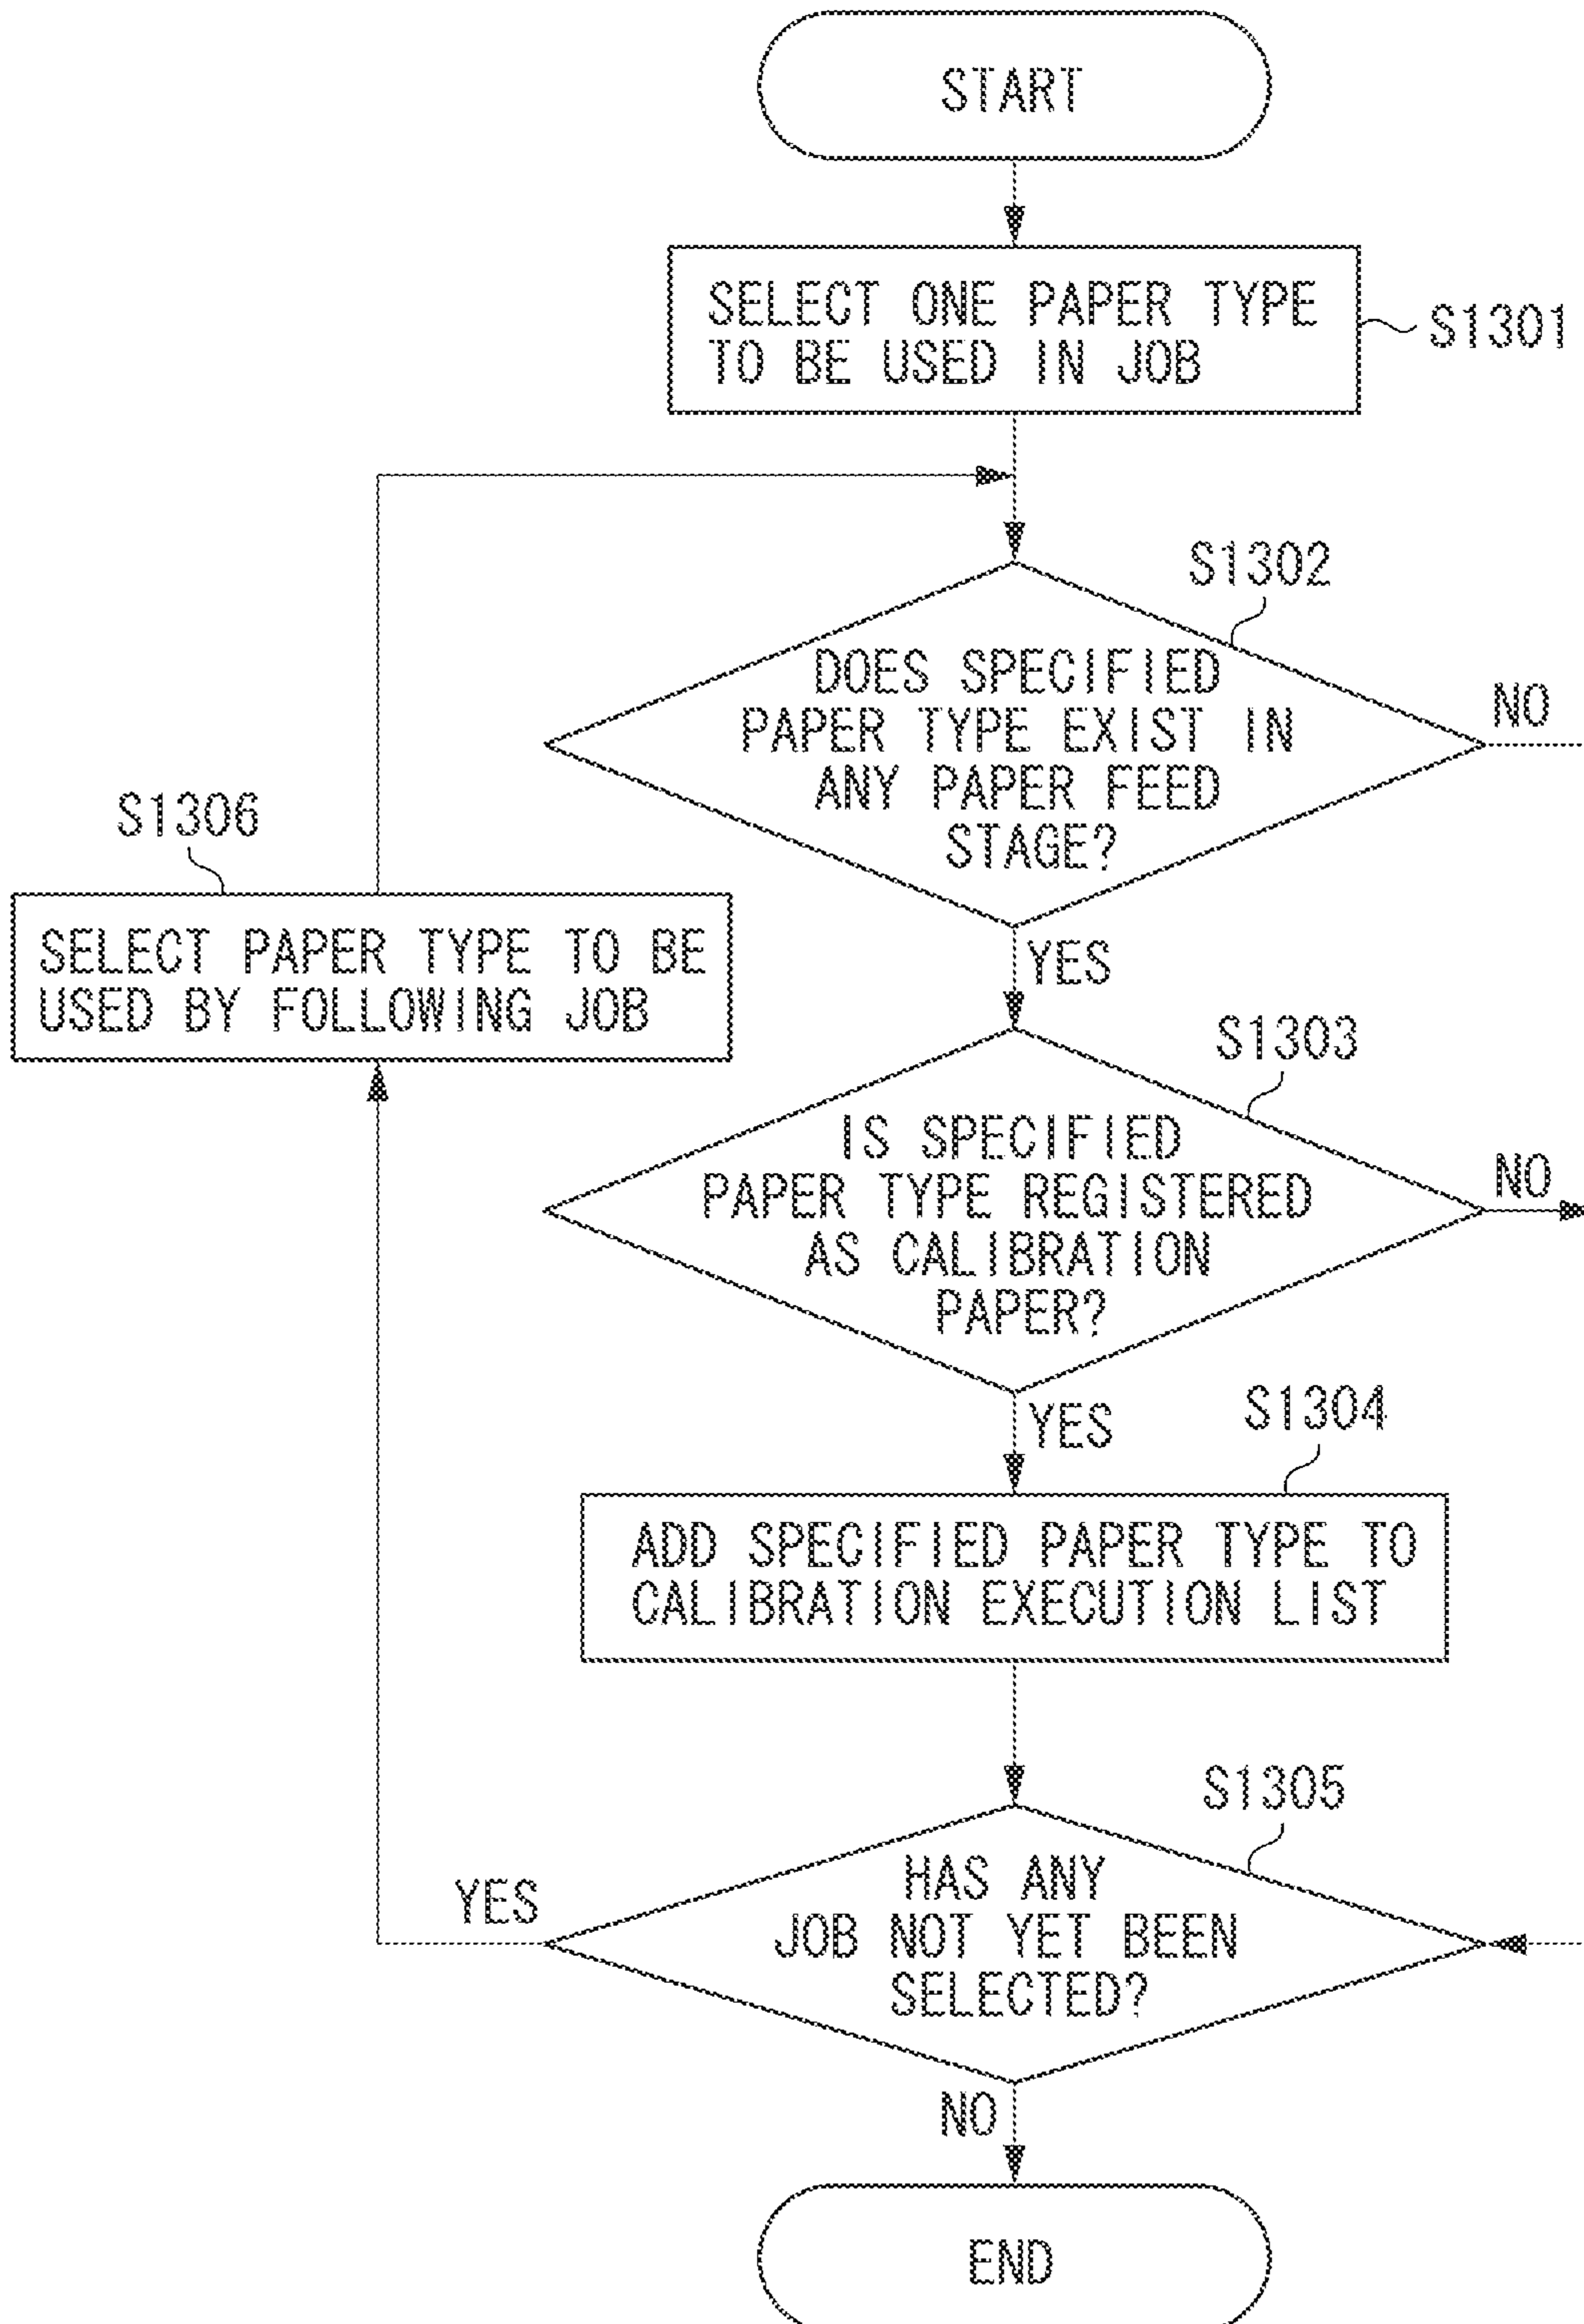 START
SELECT ONE PAPER TYPE
TO BE USED IN JOB
S1301
S1302
DOES SPECIFIED
PAPER TYPE EXIST IN
ANY PAPER FEED
STAGE?
NO
YES
S1306
SELECT PAPER TYPE TO BE
USED BY FOLLOWING JOB
S1303
IS SPECIFIED
PAPER TYPE REGISTERED
AS CALIBRATION
PAPER?
NO
YES
S1304
ADD SPECIFIED PAPER TYPE TO
CALIBRATION EXECUTION LIST
S1305
HAS ANY
JOB NOT YET BEEN
SELECTED?
YES
NO
END